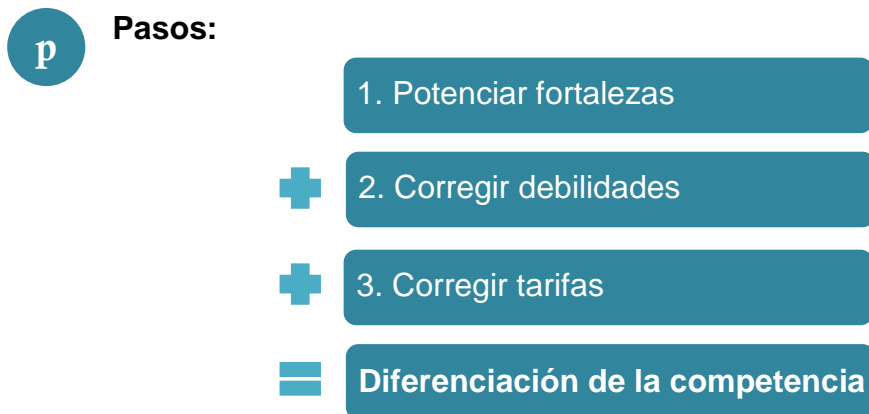 p
Pasos:
1. Potenciar fortalezas
2. Corregir debilidades
3. Corregir tarifas
Diferenciación de la competencia